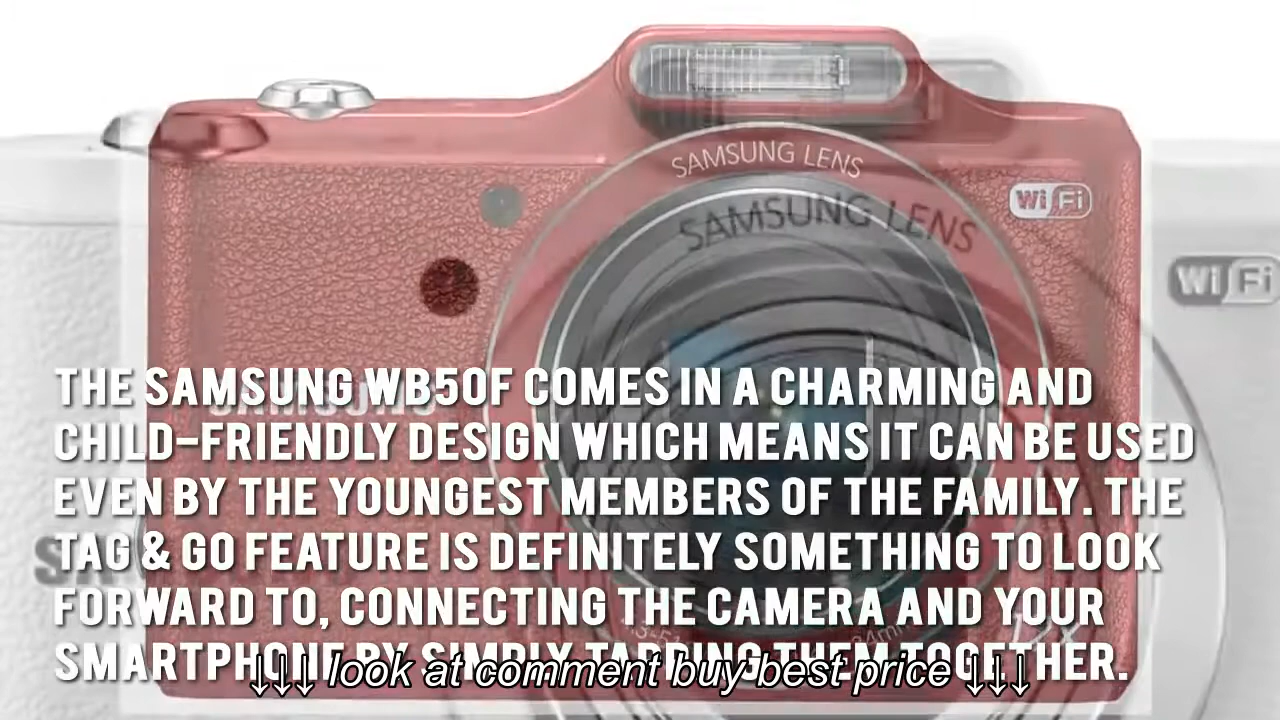 SAMSUNG LENS
SAMSUNG LENS
WiFi
WiFi
THE SAMSUNG WB50F COMES IN A CHARMING AND
CHILD-FRIENDLY DESIGN WHICH MEANS IT CAN BE USED
EVEN BY THE YOUNGEST MEMBERS OF THE FAMILY. THE
TAG & GO FEATURE IS DEFINITELY SOMETHING TO LOOK
FORWARD TO, CONNECTING THE CAMERA AND YOUR
SMARTPHONE BY SIMPLY TAPPING THEM TOGETHER.
↓↓↓ look at comment buy best price ↓↓↓